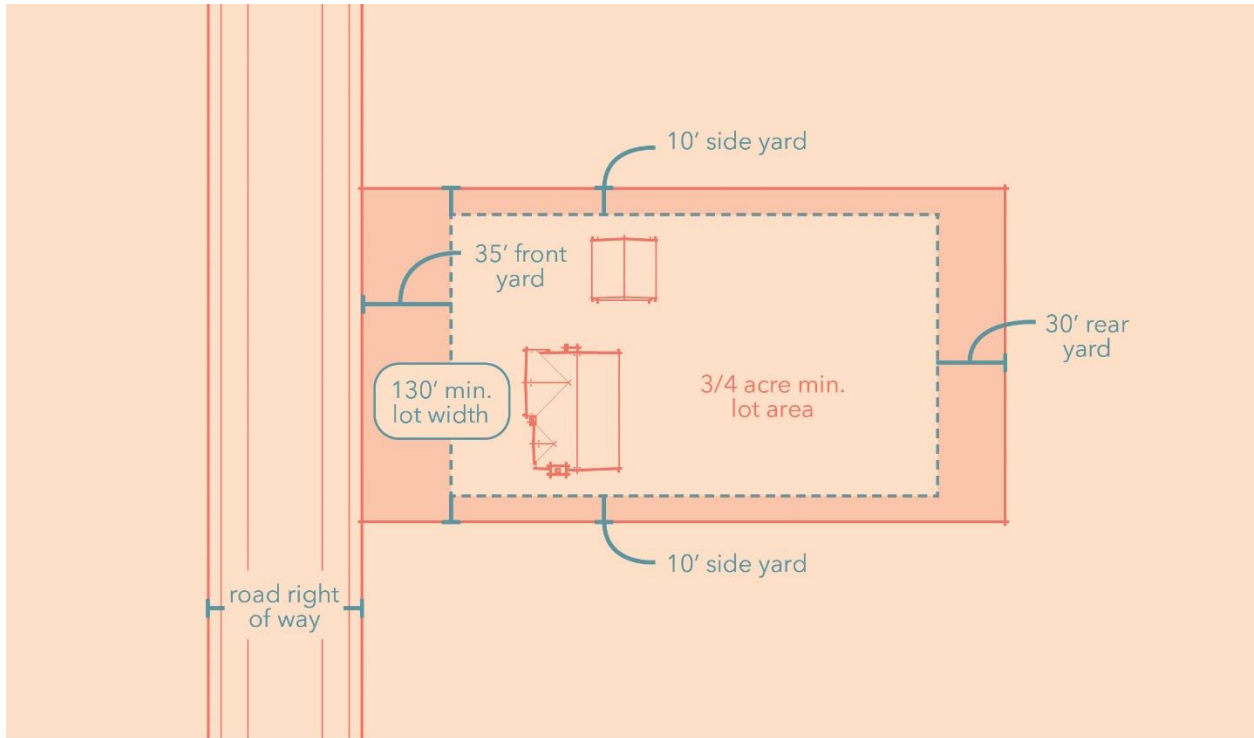 10' side yard
35' front
yard
30' rear
yard
130' min.
lot width
3/4 acre min.
lot area
10' side yard
road right
of way